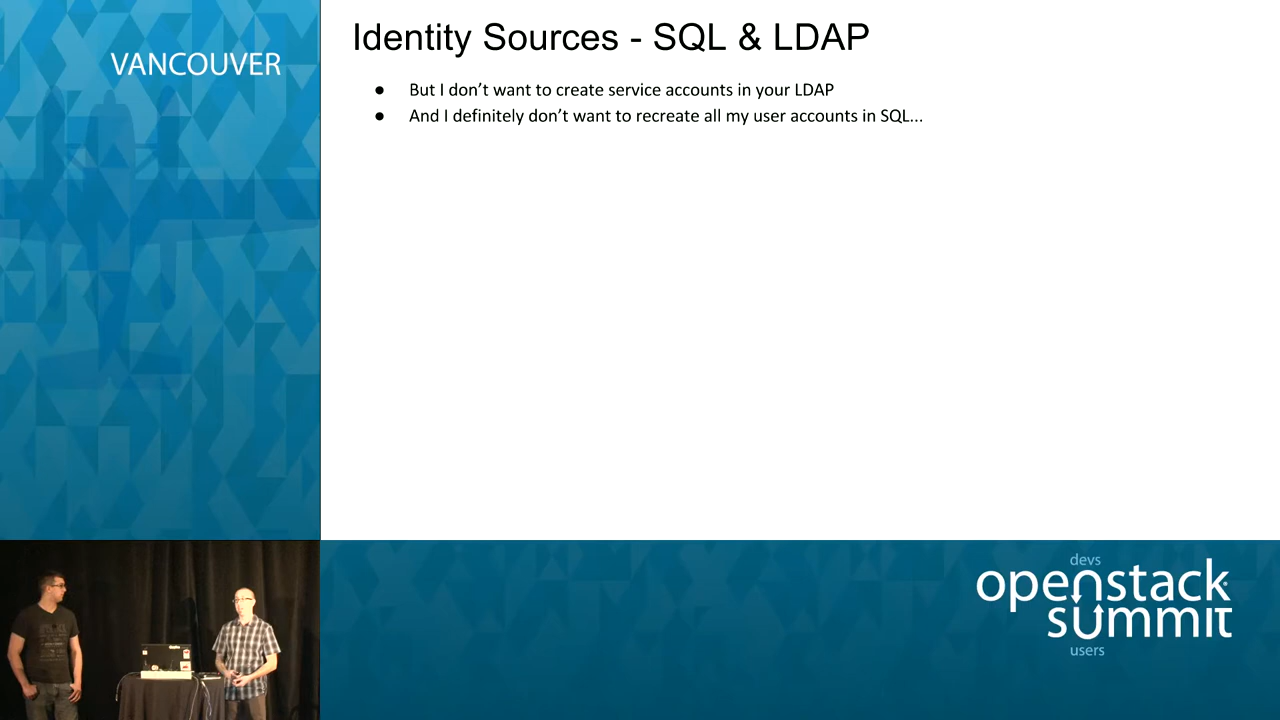 VANCOUVER
Identity Sources - SQL & LDAP
● But I don’t want to create service accounts in your LDAP
● And I definitely don’t want to recreate all my user accounts in SQL...
devs
openstack
summit
users